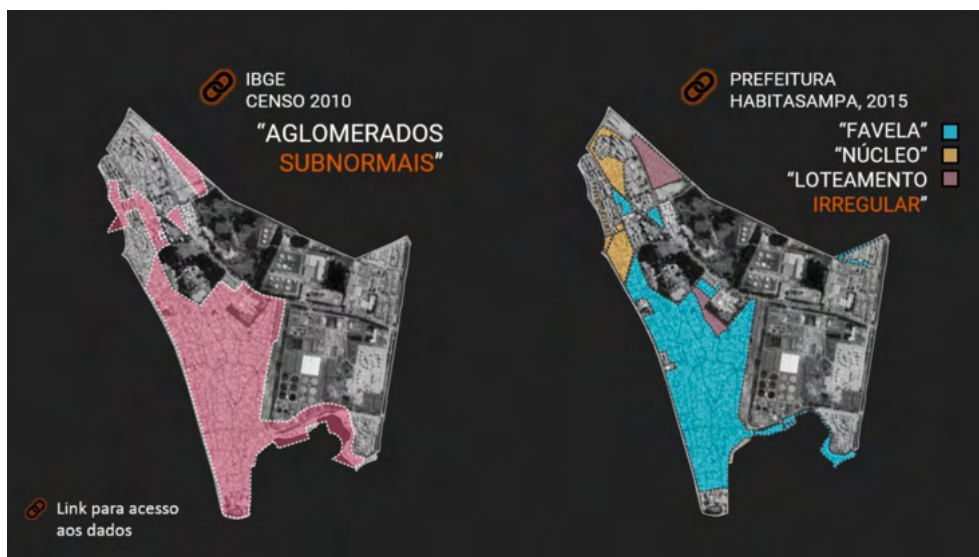 IBGE
CENSO 2010
“AGLOMERADOS
SUBNORMAIS”
PREFEITURA
HABITASAMPA, 2015
“FAVELA”
“NÚCLEO”
“LOTEAMENTO
IRREGULAR”
Link para acesso
aos dados